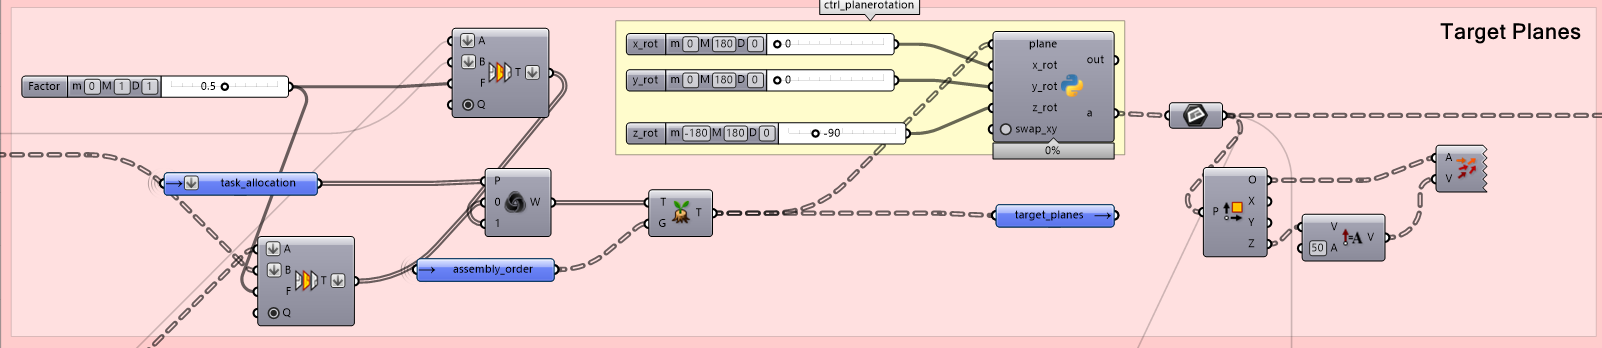 ctrl_planerotation
Target Planes
A
B
F
Q
T
x_rot m 0 M 180 D 0 0
y_rot m 0 M 180 D 0 0
z_rot m -180 M 180 D 0 -90
plane
x_rot
y_rot
z_rot
swap_xy
out
a
0%
Factor m 0 M 1 D 1 0.5
task_allocation
P
0
1
W
T
G
T
target_planes
assembly_order
A
B
F
Q
T
P
O
X
Y
Z
V
50 A
V
A
V